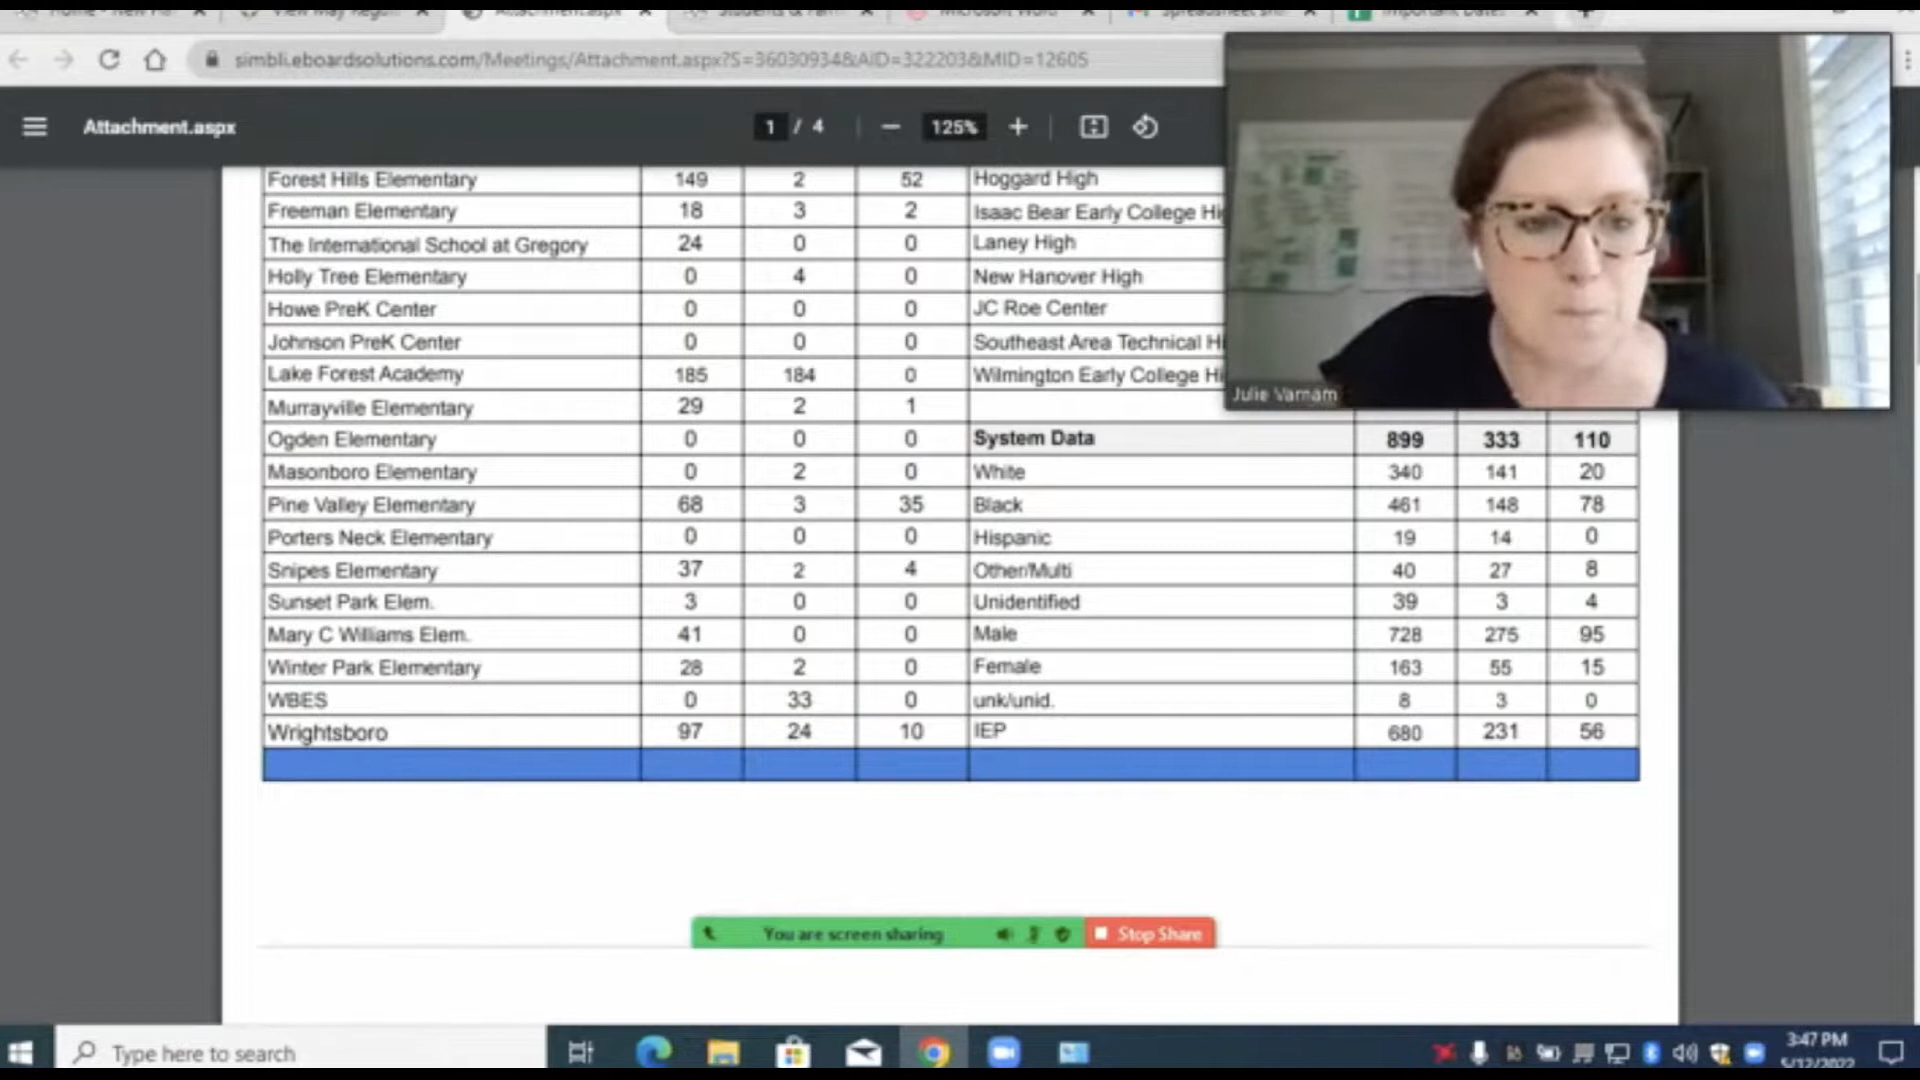 simbli.eboardsolutions.com/Meetings/Attachment.aspx?S=36030934&AID=322203&MID=12605
Attachment.aspx
1 / 4
125%
Forest Hills Elementary 149 2 52 Hoggard High
Freeman Elementary 18 3 2 Isaac Bear Early College Hi
The International School at Gregory 24 0 0 Laney High
Holly Tree Elementary 0 4 0 New Hanover High
Howe PreK Center 0 0 0 JC Roe Center
Johnson PreK Center 0 0 0 Southeast Area Technical Hi
Lake Forest Academy 185 184 0 Wilmington Early College Hi
Julie Varnam
Murrayville Elementary 29 2 1
Ogden Elementary 0 0 0 System Data 899 333 110
Masonboro Elementary 0 2 0 White 340 141 20
Pine Valley Elementary 68 3 35 Black 461 148 78
Porters Neck Elementary 0 0 0 Hispanic 19 14 0
Snipes Elementary 37 2 4 Other/Multi 40 27 8
Sunset Park Elem. 3 0 0 Unidentified 39 3 4
Mary C Williams Elem. 41 0 0 Male 728 275 95
Winter Park Elementary 28 2 0 Female 163 55 15
WBES 0 33 0 unk/unid. 8 3 0
Wrightsboro 97 24 10 IEP 680 231 56
You are screen sharing
Stop Share
Type here to search
3:47 PM
5/12/2022